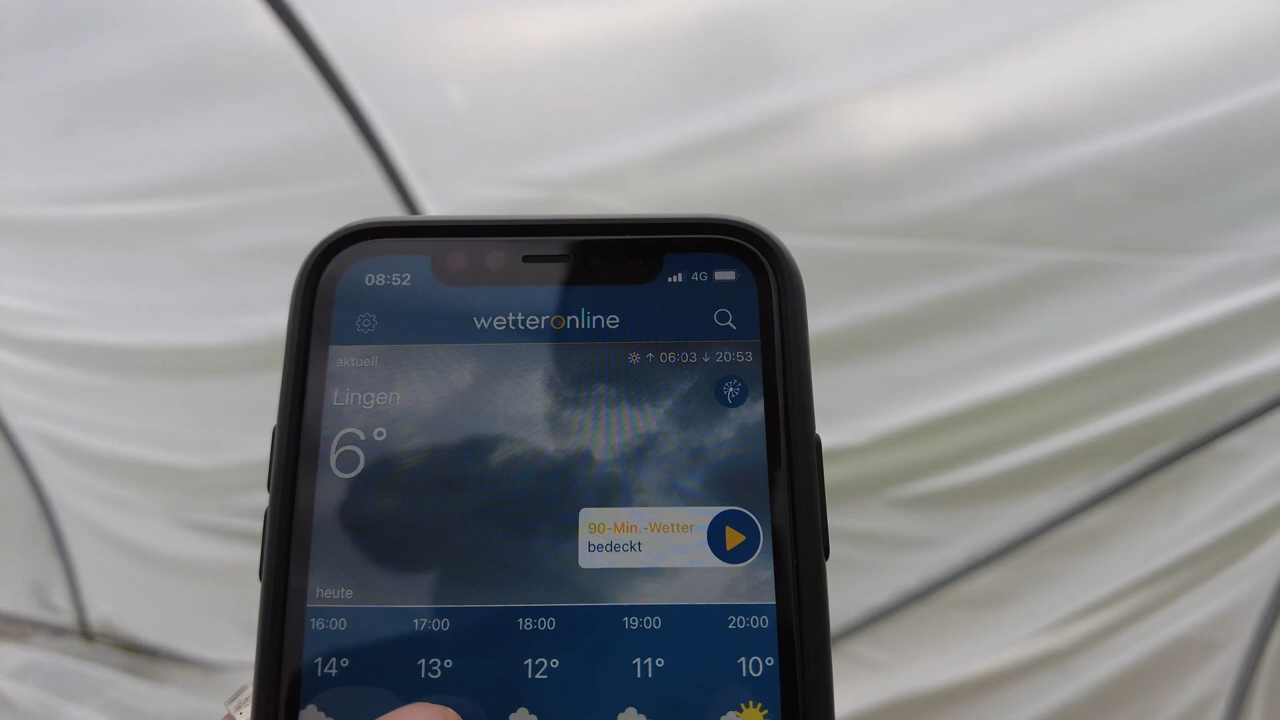 08:52
4G
wetteronline
aktuell
↑ 06:03 ↓ 20:53
Lingen
6°
90-Min.-Wetter
bedeckt
heute
16:00 17:00 18:00 19:00 20:00
14° 13° 12° 11° 10°